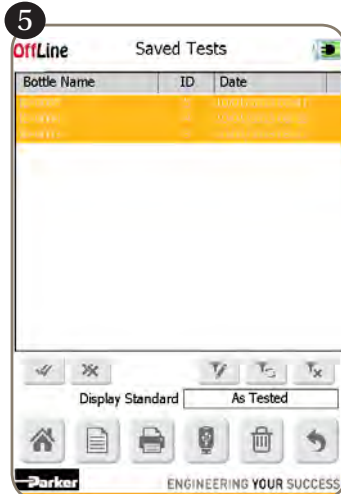 5
OffLine Saved Tests
Bottle Name ID Date
Display Standard As Tested
Parker ENGINEERING YOUR SUCCESS